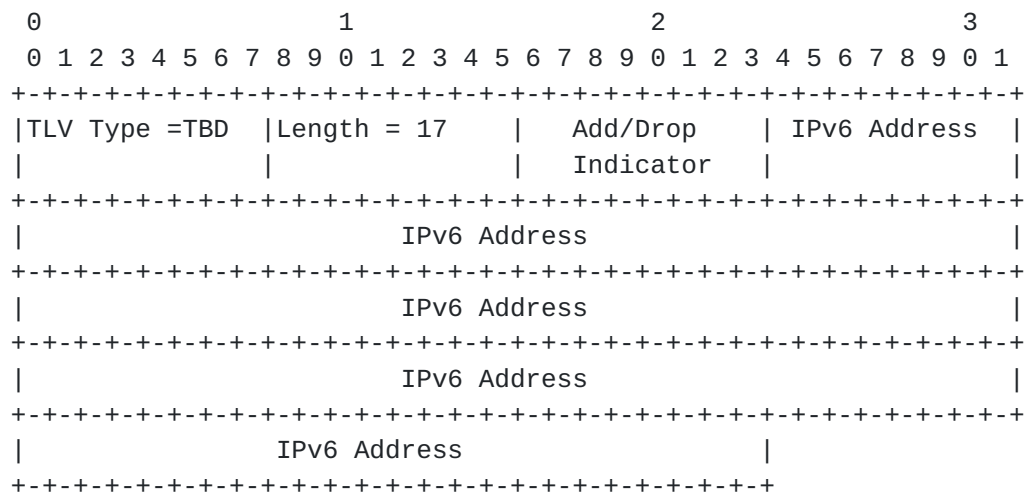 0                   1                   2                   3
 0 1 2 3 4 5 6 7 8 9 0 1 2 3 4 5 6 7 8 9 0 1 2 3 4 5 6 7 8 9 0 1
+-+-+-+-+-+-+-+-+-+-+-+-+-+-+-+-+-+-+-+-+-+-+-+-+-+-+-+-+-+-+-+-+
|TLV Type =TBD  |Length = 17    |   Add/Drop    | IPv6 Address  |
|               |               |   Indicator   |               |
+-+-+-+-+-+-+-+-+-+-+-+-+-+-+-+-+-+-+-+-+-+-+-+-+-+-+-+-+-+-+-+-+
|                        IPv6 Address                           |
+-+-+-+-+-+-+-+-+-+-+-+-+-+-+-+-+-+-+-+-+-+-+-+-+-+-+-+-+-+-+-+-+
|                        IPv6 Address                           |
+-+-+-+-+-+-+-+-+-+-+-+-+-+-+-+-+-+-+-+-+-+-+-+-+-+-+-+-+-+-+-+-+
|                        IPv6 Address                           |
+-+-+-+-+-+-+-+-+-+-+-+-+-+-+-+-+-+-+-+-+-+-+-+-+-+-+-+-+-+-+-+-+
|                IPv6 Address                   |
+-+-+-+-+-+-+-+-+-+-+-+-+-+-+-+-+-+-+-+-+-+-+-+-+